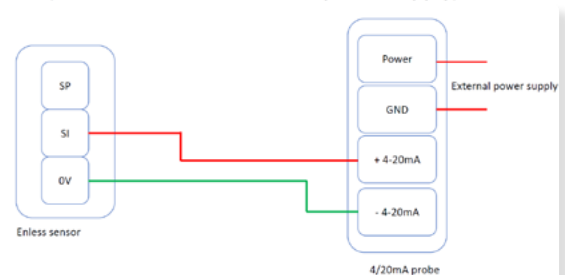 Power
External power supply
SP
GND
SI
+ 4-20mA
0V
- 4-20mA
Enless sensor
4/20mA probe